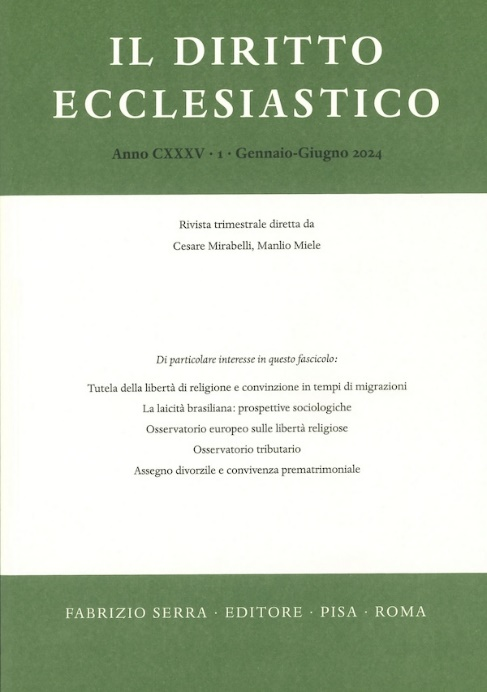 IL DIRITTO
ECCLESIASTICO
Anno CXXXV · 1 · Gennaio-Giugno 2024
Rivista trimestrale diretta da
Cesare Mirabelli, Manlio Miele
Di particolare interesse in questo fascicolo:
Tutela della libertà di religione e convinzione in tempi di migrazioni
La laicità brasiliana: prospettive sociologiche
Osservatorio europeo sulle libertà religiose
Osservatorio tributario
Assegno divorzile e convivenza prematrimoniale
FABRIZIO SERRA · EDITORE · PISA · ROMA